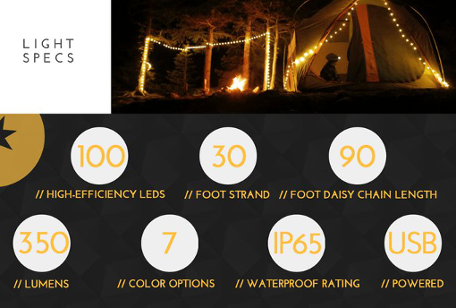 LIGHT
SPECS
100
30
90
// HIGH-EFFICIENCY LEDS
// FOOT STRAND
// FOOT DAISY CHAIN LENGTH
350
7
IP65
USB
// LUMENS
// COLOR OPTIONS
// WATERPROOF RATING
// POWERED